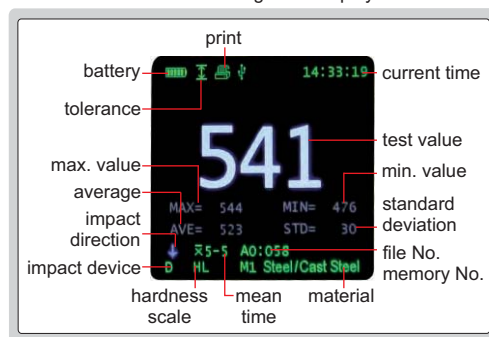 print
battery
14:33:19
current time
tolerance
541
test value
max. value
min. value
average
MAX= 544 MIN= 476
standard
deviation
impact
direction
AVE= 523 STD= 30
x̄5-5 A0:058
file No.
memory No.
impact device
D HL M1 Steel/Cast Steel
hardness
scale
mean
time
material